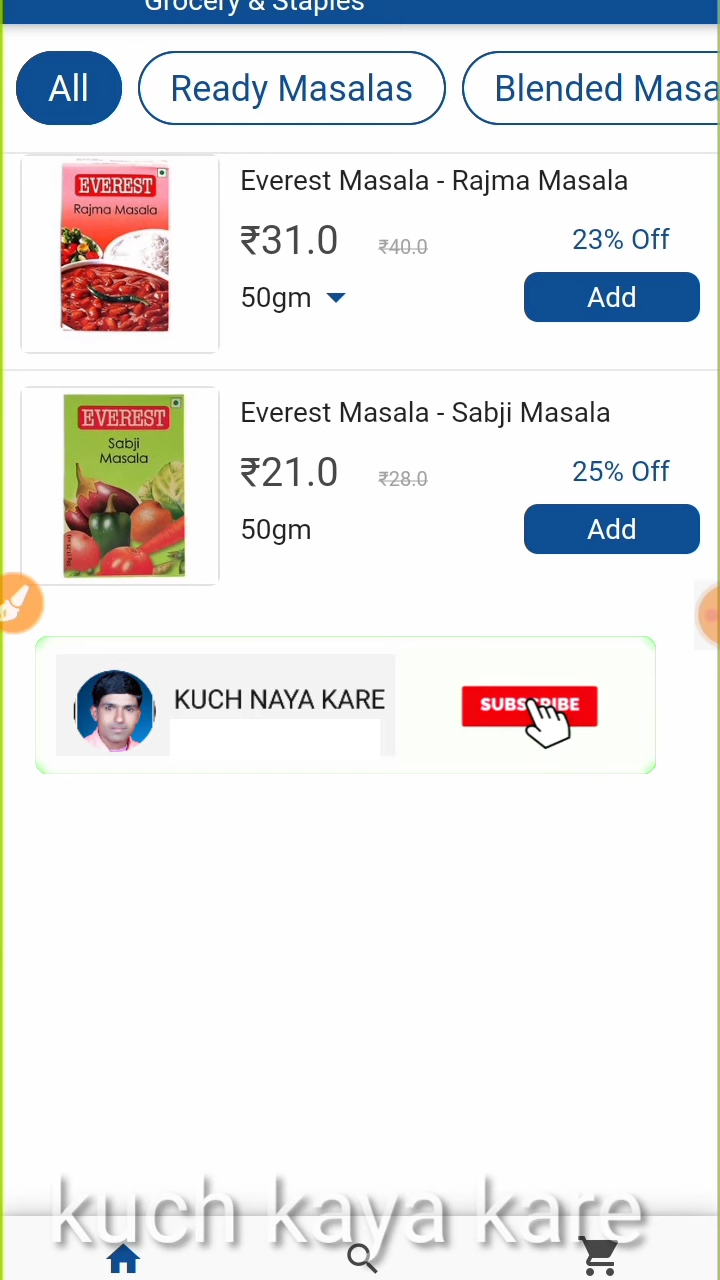 Grocery & Staples
All
Ready Masalas
Blended Masa
EVEREST
Rajma Masala
Everest Masala - Rajma Masala
₹31.0
₹40.0
23% Off
50gm
Add
EVEREST
Sabji
Masala
Everest Masala - Sabji Masala
₹21.0
₹28.0
25% Off
50gm
Add
KUCH NAYA KARE
SUBSCRIBE
kuch kaya kare